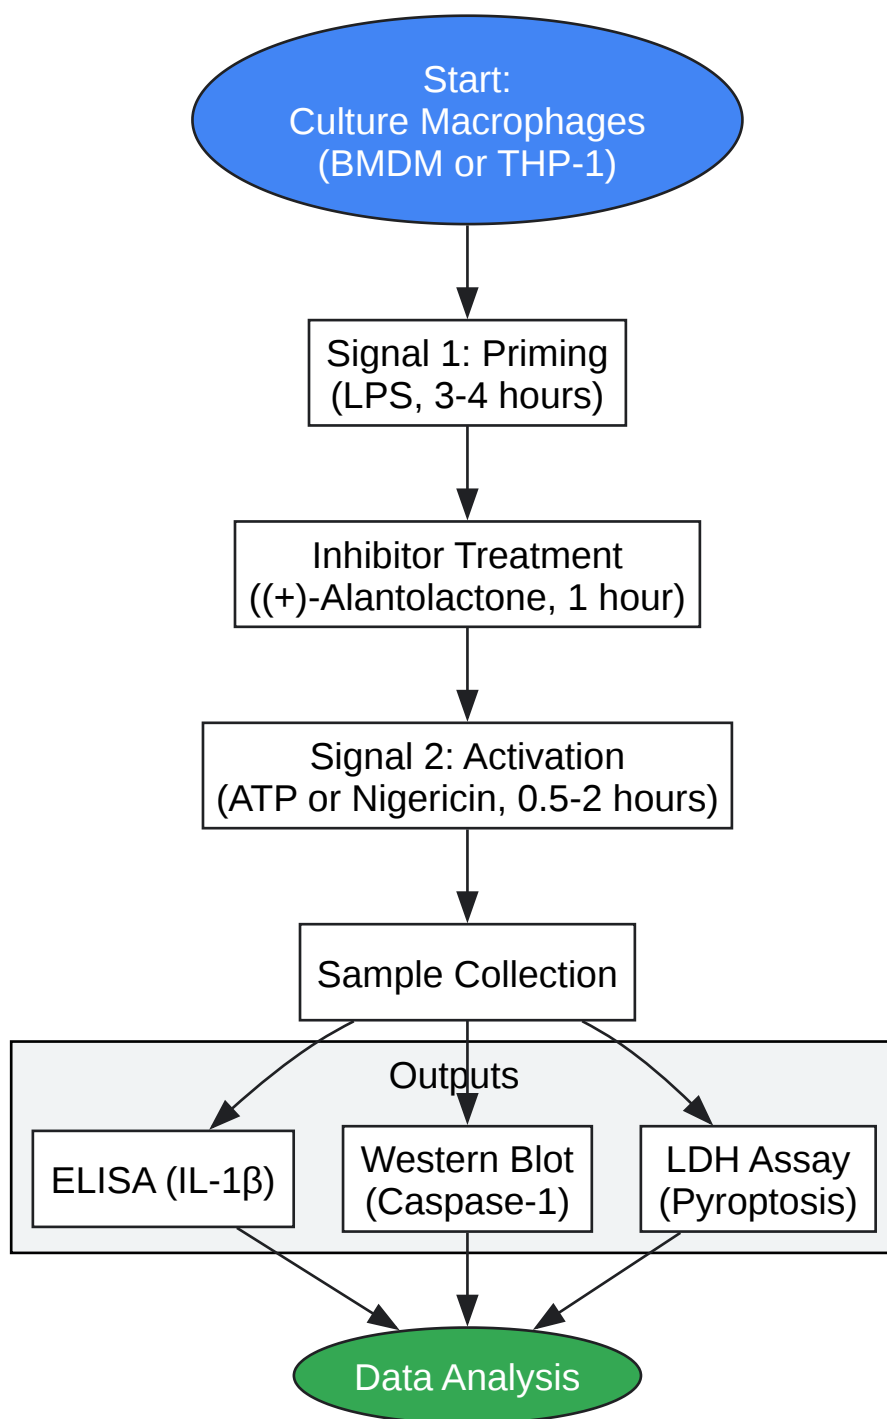 Start:
Culture Macrophages
(BMDM or THP-1)
Signal 1: Priming
(LPS, 3-4 hours)
Inhibitor Treatment
((+)-Alantolactone, 1 hour)
Signal 2: Activation
(ATP or Nigericin, 0.5-2 hours)
Sample Collection
Outputs
ELISA (IL-1β)
Western Blot
(Caspase-1)
LDH Assay
(Pyroptosis)
Data Analysis